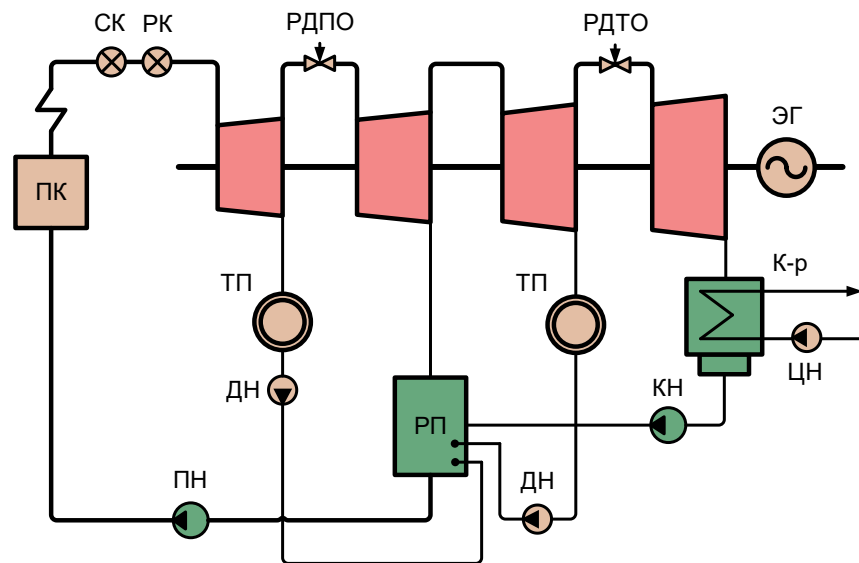 СК РК РДПО РДТО
ЭГ
ПК
К-р
ТП ТП
ЦН
ДН КН
РП
ПН ДН